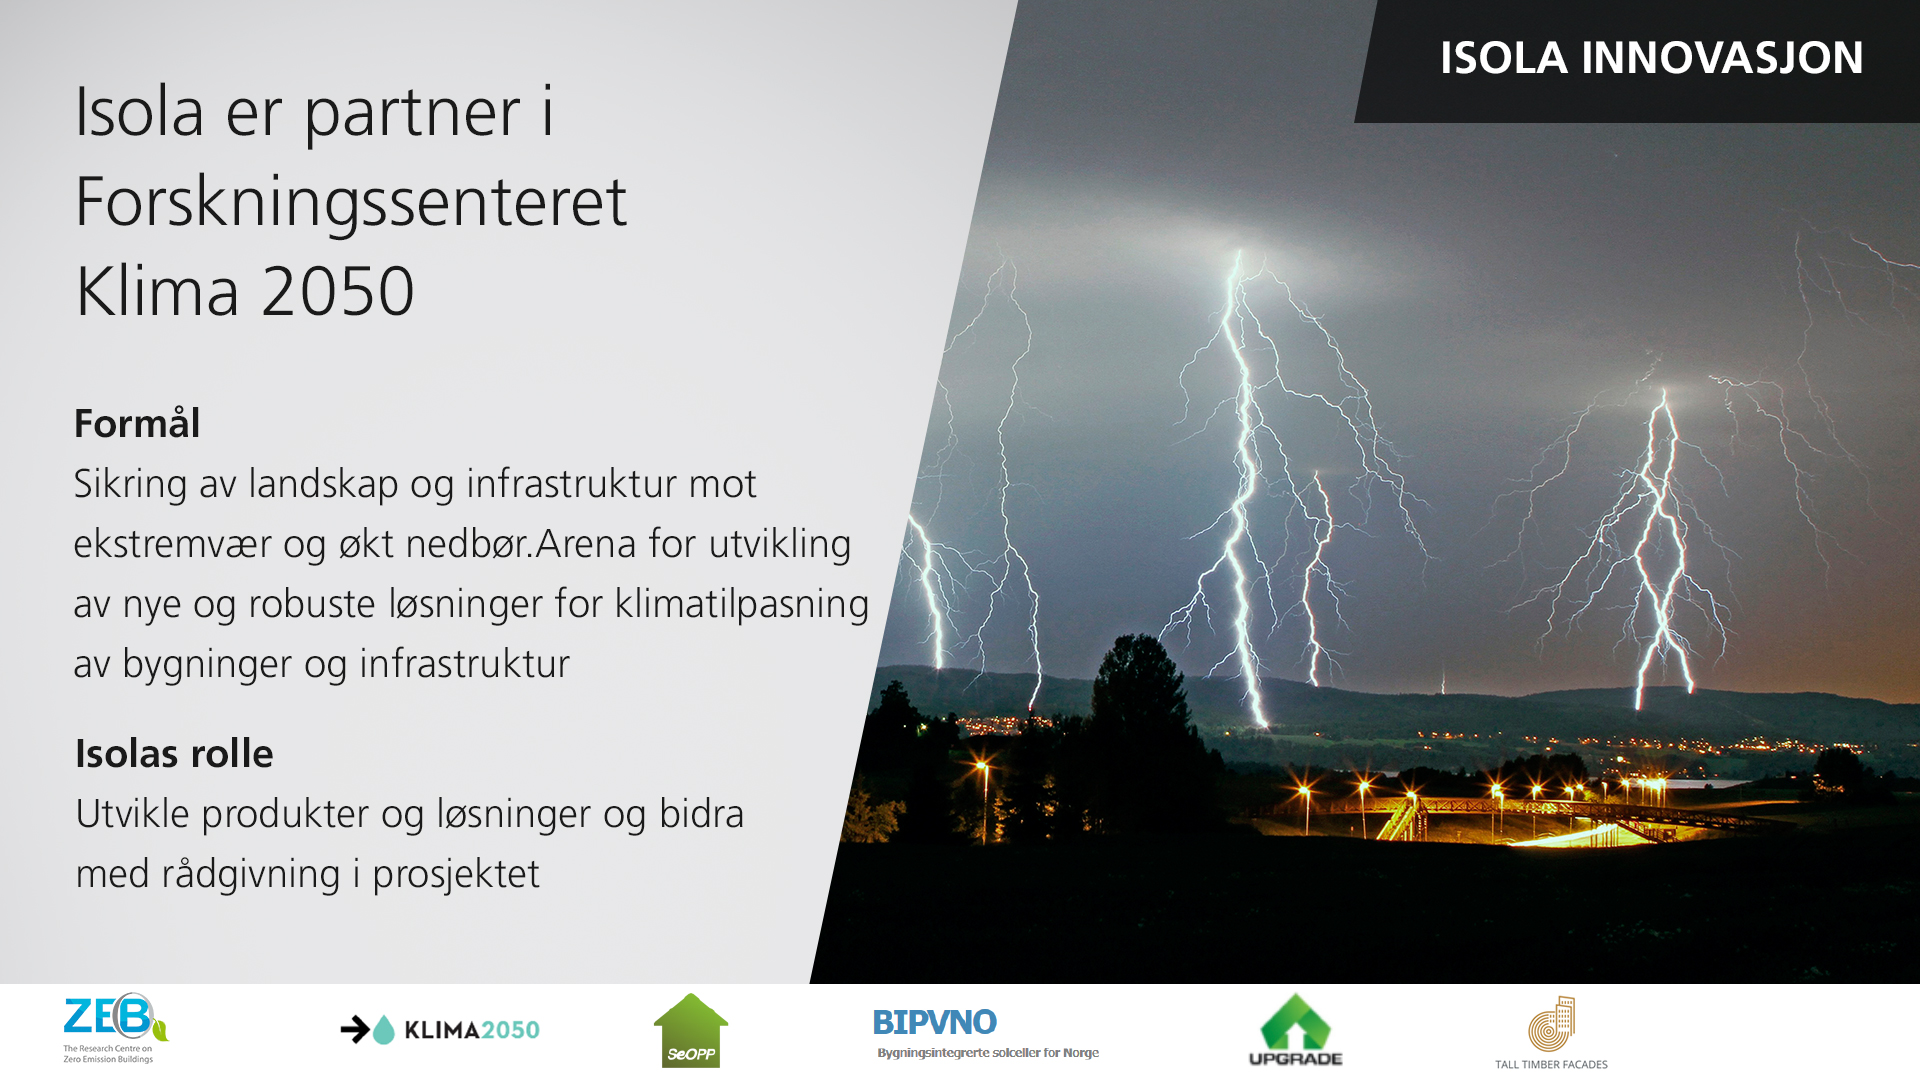 ISOLA INNOVASJON
Isola er partner i
Forskningssenteret
Klima 2050
Formål
Sikring av landskap og infrastruktur mot
ekstremvær og økt nedbør.Arena for utvikling
av nye og robuste løsninger for klimatilpasning
av bygninger og infrastruktur
Isolas rolle
Utvikle produkter og løsninger og bidra
med rådgivning i prosjektet
ZEB
The Research Centre on
Zero Emission Buildings
KLIMA2050
SeOPP
BIPVNO
Bygningsintegrerte solceller for Norge
UPGRADE
TALL TIMBER FACADES